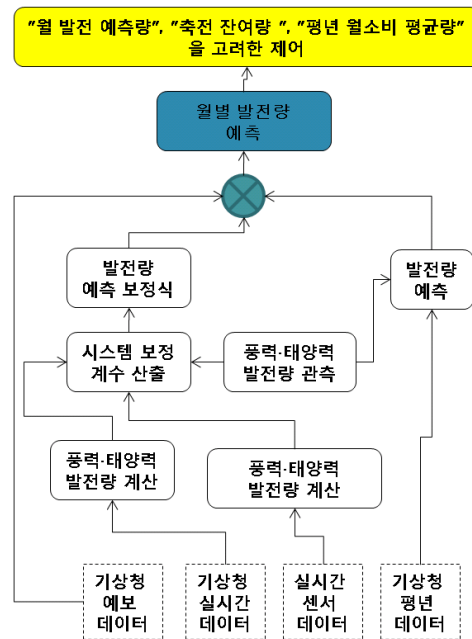 "월 발전 예측량", "축전 잔여량 ", "평년 월소비 평균량"
을 고려한 제어
월별 발전량
예측
발전량
예측 보정식
발전량
예측
시스템 보정
계수 산출
풍력·태양력
발전량 관측
풍력·태양력
발전량 계산
풍력·태양력
발전량 계산
기상청
예보
데이터
기상청
실시간
데이터
실시간
센서
데이터
기상청
평년
데이터